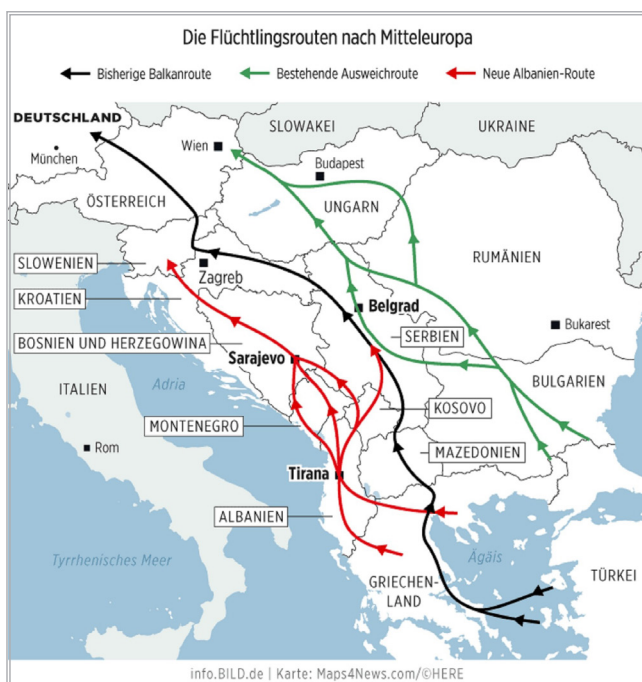 Die Flüchtlingsrouten nach Mitteleuropa
Bisherige Balkanroute
Bestehende Ausweichroute
Neue Albanien-Route
DEUTSCHLAND
SLOWAKEI
UKRAINE
Wien
München
Budapest
ÖSTERREICH
UNGARN
RUMÄNIEN
SLOWENIEN
Zagreb
KROATIEN
Belgrad
BOSNIEN UND HERZEGOWINA
SERBIEN
Bukarest
Sarajevo
ITALIEN
Adria
BULGARIEN
KOSOVO
MONTENEGRO
Rom
MAZEDONIEN
Tirana
ALBANIEN
Tyrrhenisches Meer
Ägäis
TÜRKEI
GRIECHEN-
LAND
info.BILD.de | Karte: Maps4News.com/©HERE